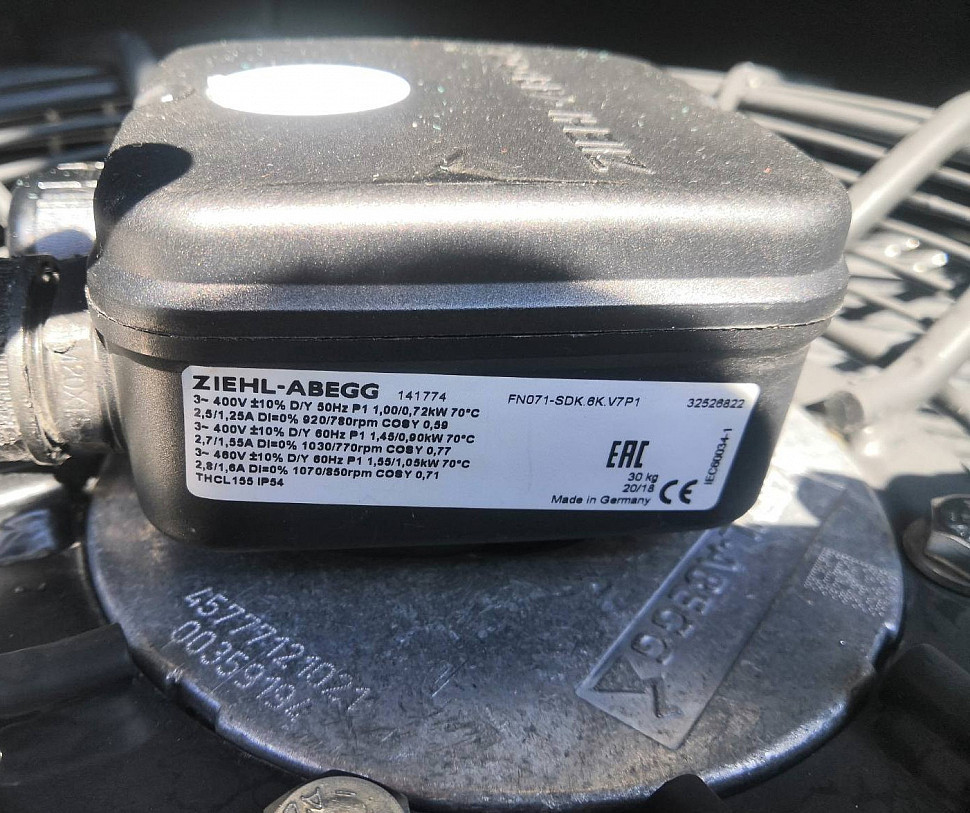 ZIEHL-ABEGG 141774 FN071-SDK.6K.V7P1 32526822
3~ 400V ±10% D/Y 50Hz P1 1,00/0,72kW 70°C
2,5/1,25A DI=0% 920/780rpm COSY 0,59
3~ 400V ±10% D/Y 60Hz P1 1,45/0,90kW 70°C
2,7/1,55A DI=0% 1030/770rpm COSY 0,77
3~ 460V ±10% D/Y 60Hz P1 1,55/1,05kW 70°C
2,8/1,6A DI=0% 1070/850rpm COSY 0,71
THCL155 IP54
EAC
30 kg
20/18
Made in Germany CE
IEC60034-1
45777121021
00359194
ABEGG